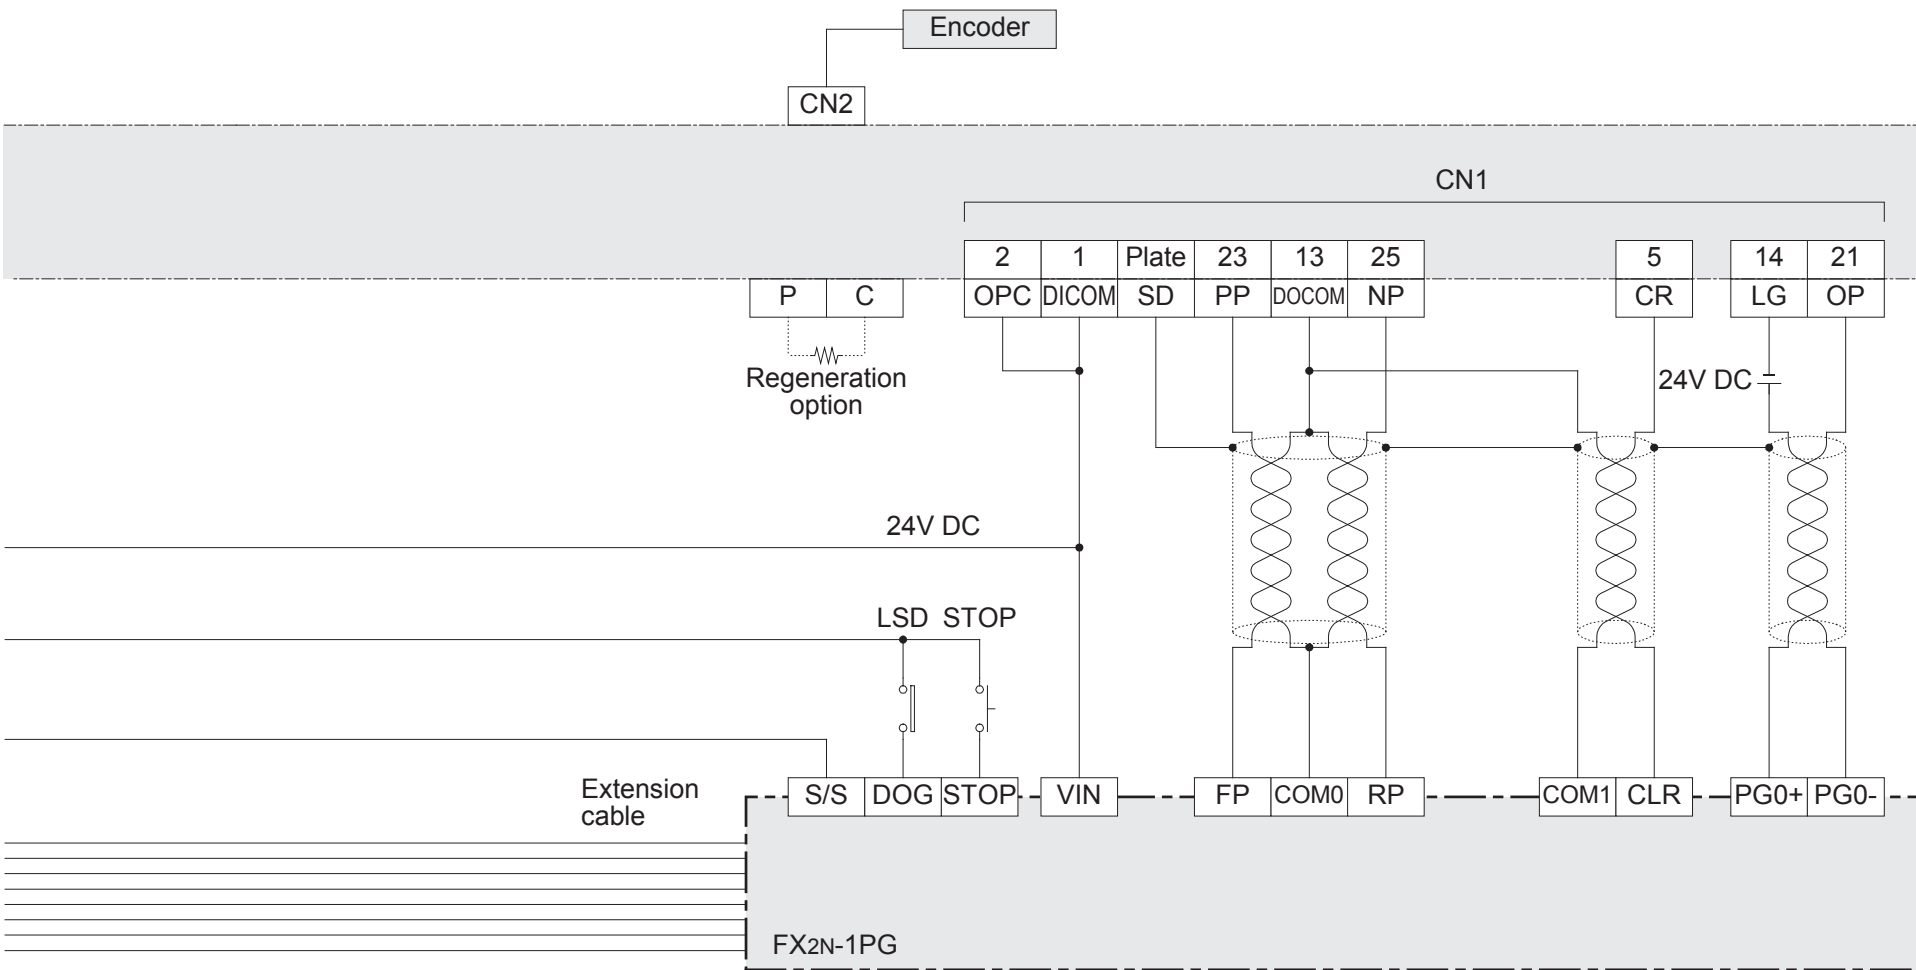 Encoder
CN2
CN1
2 1 Plate 23 13 25 5 14 21
P C OPC DICOM SD PP DOCOM NP CR LG OP
Regeneration
option
24V DC
24V DC
LSD STOP
Extension
cable
S/S DOG STOP VIN FP COM0 RP COM1 CLR PG0+ PG0-
FX2N-1PG